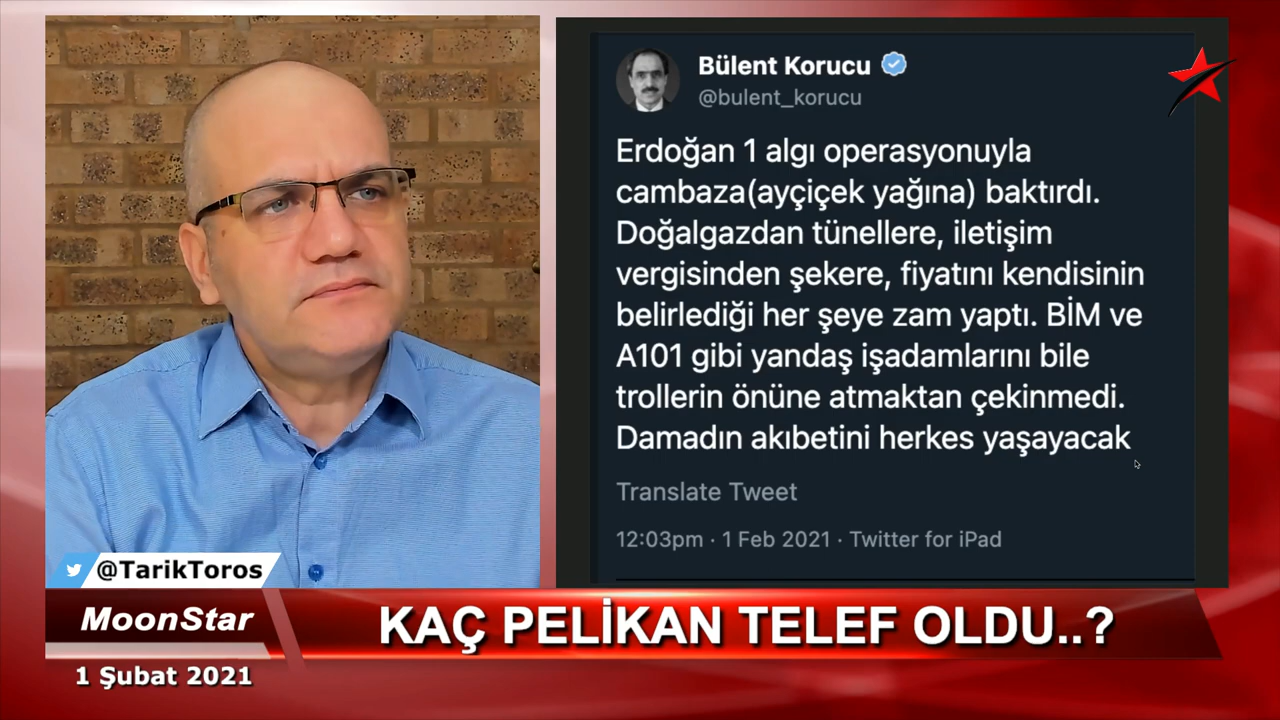 Bülent Korucu
@bulent_korucu
Erdoğan 1 algı operasyonuyla
cambaza(ayçiçek yağına) baktırdı.
Doğalgazdan tünellere, iletişim
vergisinden şekere, fiyatını kendisinin
belirlediği her şeye zam yaptı. BİM ve
A101 gibi yandaş işadamlarını bile
trollerin önüne atmaktan çekinmedi.
Damadın akıbetini herkes yaşayacak
Translate Tweet
12:03pm · 1 Feb 2021 · Twitter for iPad
@TarikToros
MoonStar
KAÇ PELİKAN TELEF OLDU..?
1 Şubat 2021